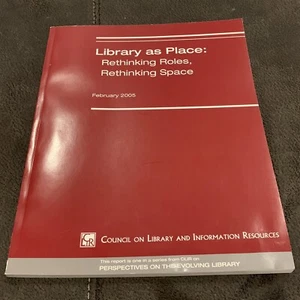 Library as Place:
Rethinking Roles,
Rethinking Space
February 2005
CLIR
COUNCIL ON LIBRARY AND INFORMATION RESOURCES
This report is one in a series from CLIR on
PERSPECTIVES ON THE EVOLVING LIBRARY